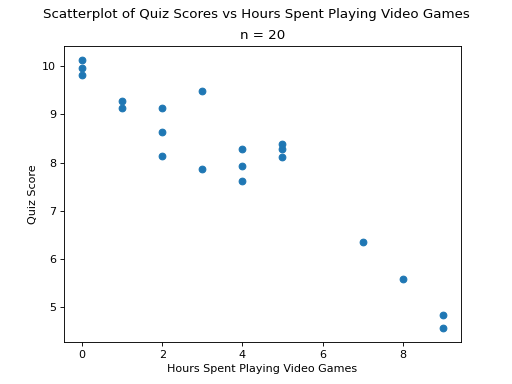 Scatterplot of Quiz Scores vs Hours Spent Playing Video Games
n = 20
10
9
8
7
6
5
Quiz Score
0
2
4
6
8
Hours Spent Playing Video Games